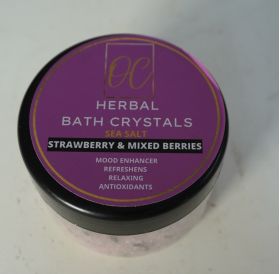 OC
HERBAL
BATH CRYSTALS
SEA SALT
STRAWBERRY & MIXED BERRIES
MOOD ENHANCER
REFRESHENS
RELAXING
ANTIOXIDANTS